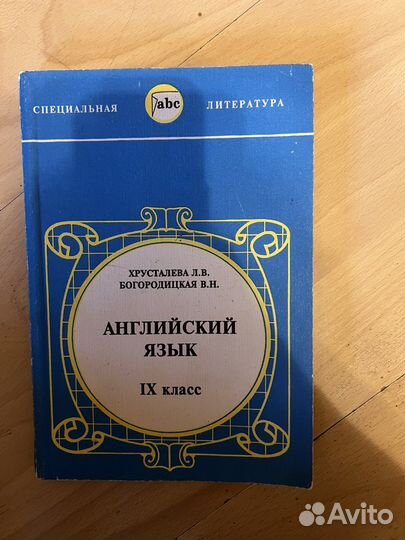 abc
СПЕЦИАЛЬНАЯ ЛИТЕРАТУРА
ХРУСТАЛЕВА Л.В.
БОГОРОДИЦКАЯ В.Н.
АНГЛИЙСКИЙ
ЯЗЫК
IX класс
Avito